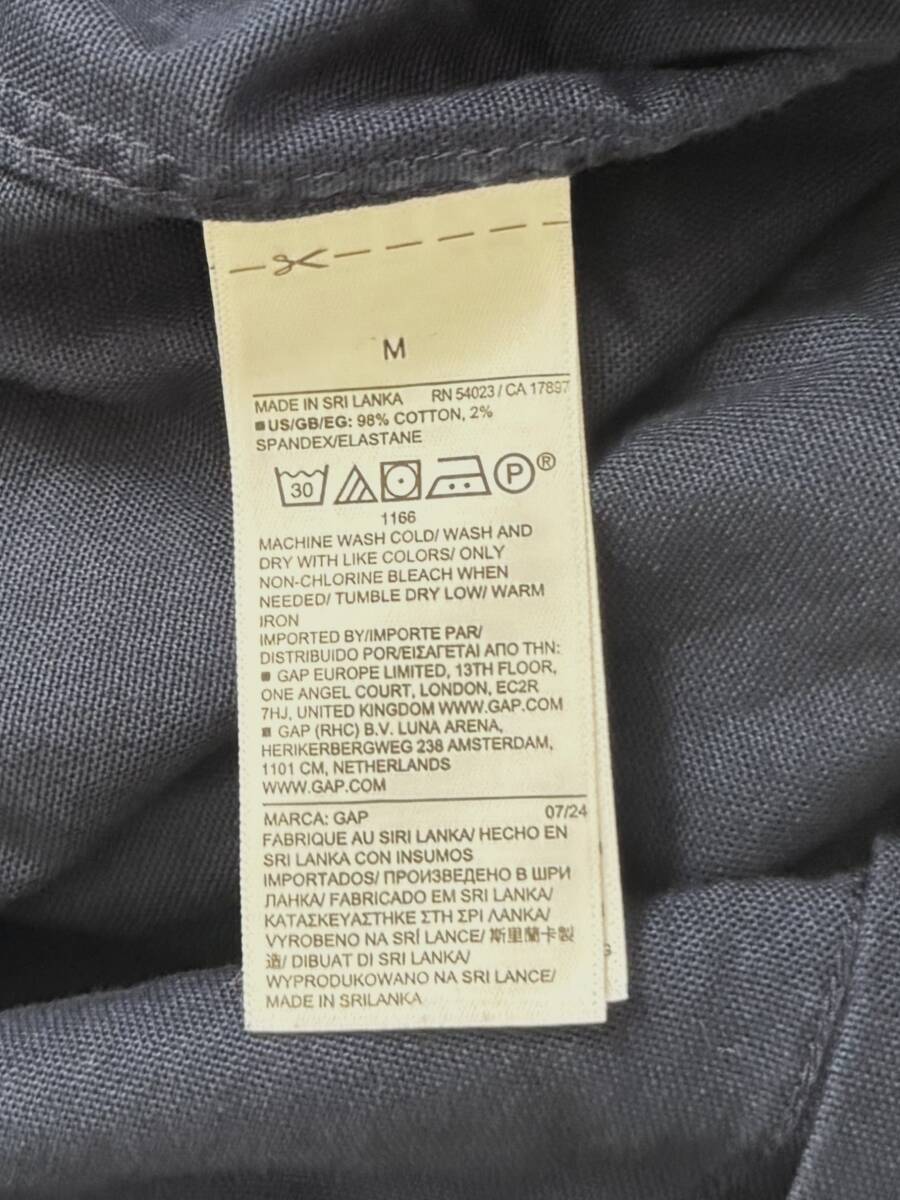 M
MADE IN SRI LANKA RN 54023 / CA 17897
US/GB/EG: 98% COTTON, 2%
SPANDEX/ELASTANE
30 P®
1166
MACHINE WASH COLD/ WASH AND
DRY WITH LIKE COLORS/ ONLY
NON-CHLORINE BLEACH WHEN
NEEDED/ TUMBLE DRY LOW/ WARM
IRON
IMPORTED BY/IMPORTE PAR/
DISTRIBUIDO POR/ΕΙΣΑΓΕΤΑΙ ΑΠΟ ΤΗΝ:
GAP EUROPE LIMITED, 13TH FLOOR,
ONE ANGEL COURT, LONDON, EC2R
7HJ, UNITED KINGDOM WWW.GAP.COM
GAP (RHC) B.V. LUNA ARENA,
HERIKERBERGWEG 238 AMSTERDAM,
1101 CM, NETHERLANDS
WWW.GAP.COM
MARCA: GAP 07/24
FABRIQUE AU SIRI LANKA/ HECHO EN
SRI LANKA CON INSUMOS
IMPORTADOS/ ПРОИЗВЕДЕНО В ШРИ
ЛАНКА/ FABRICADO EM SRI LANKA/
ΚΑΤΑΣΚΕΥΑΣΤΗΚΕ ΣΤΗ ΣΡΙ ΛΑΝΚΑ/
VYROBENO NA SRÍ LANCE/ 斯里蘭卡製
造/ DIBUAT DI SRI LANKA/
WYPRODUKOWANO NA SRI LANCE/
MADE IN SRILANKA